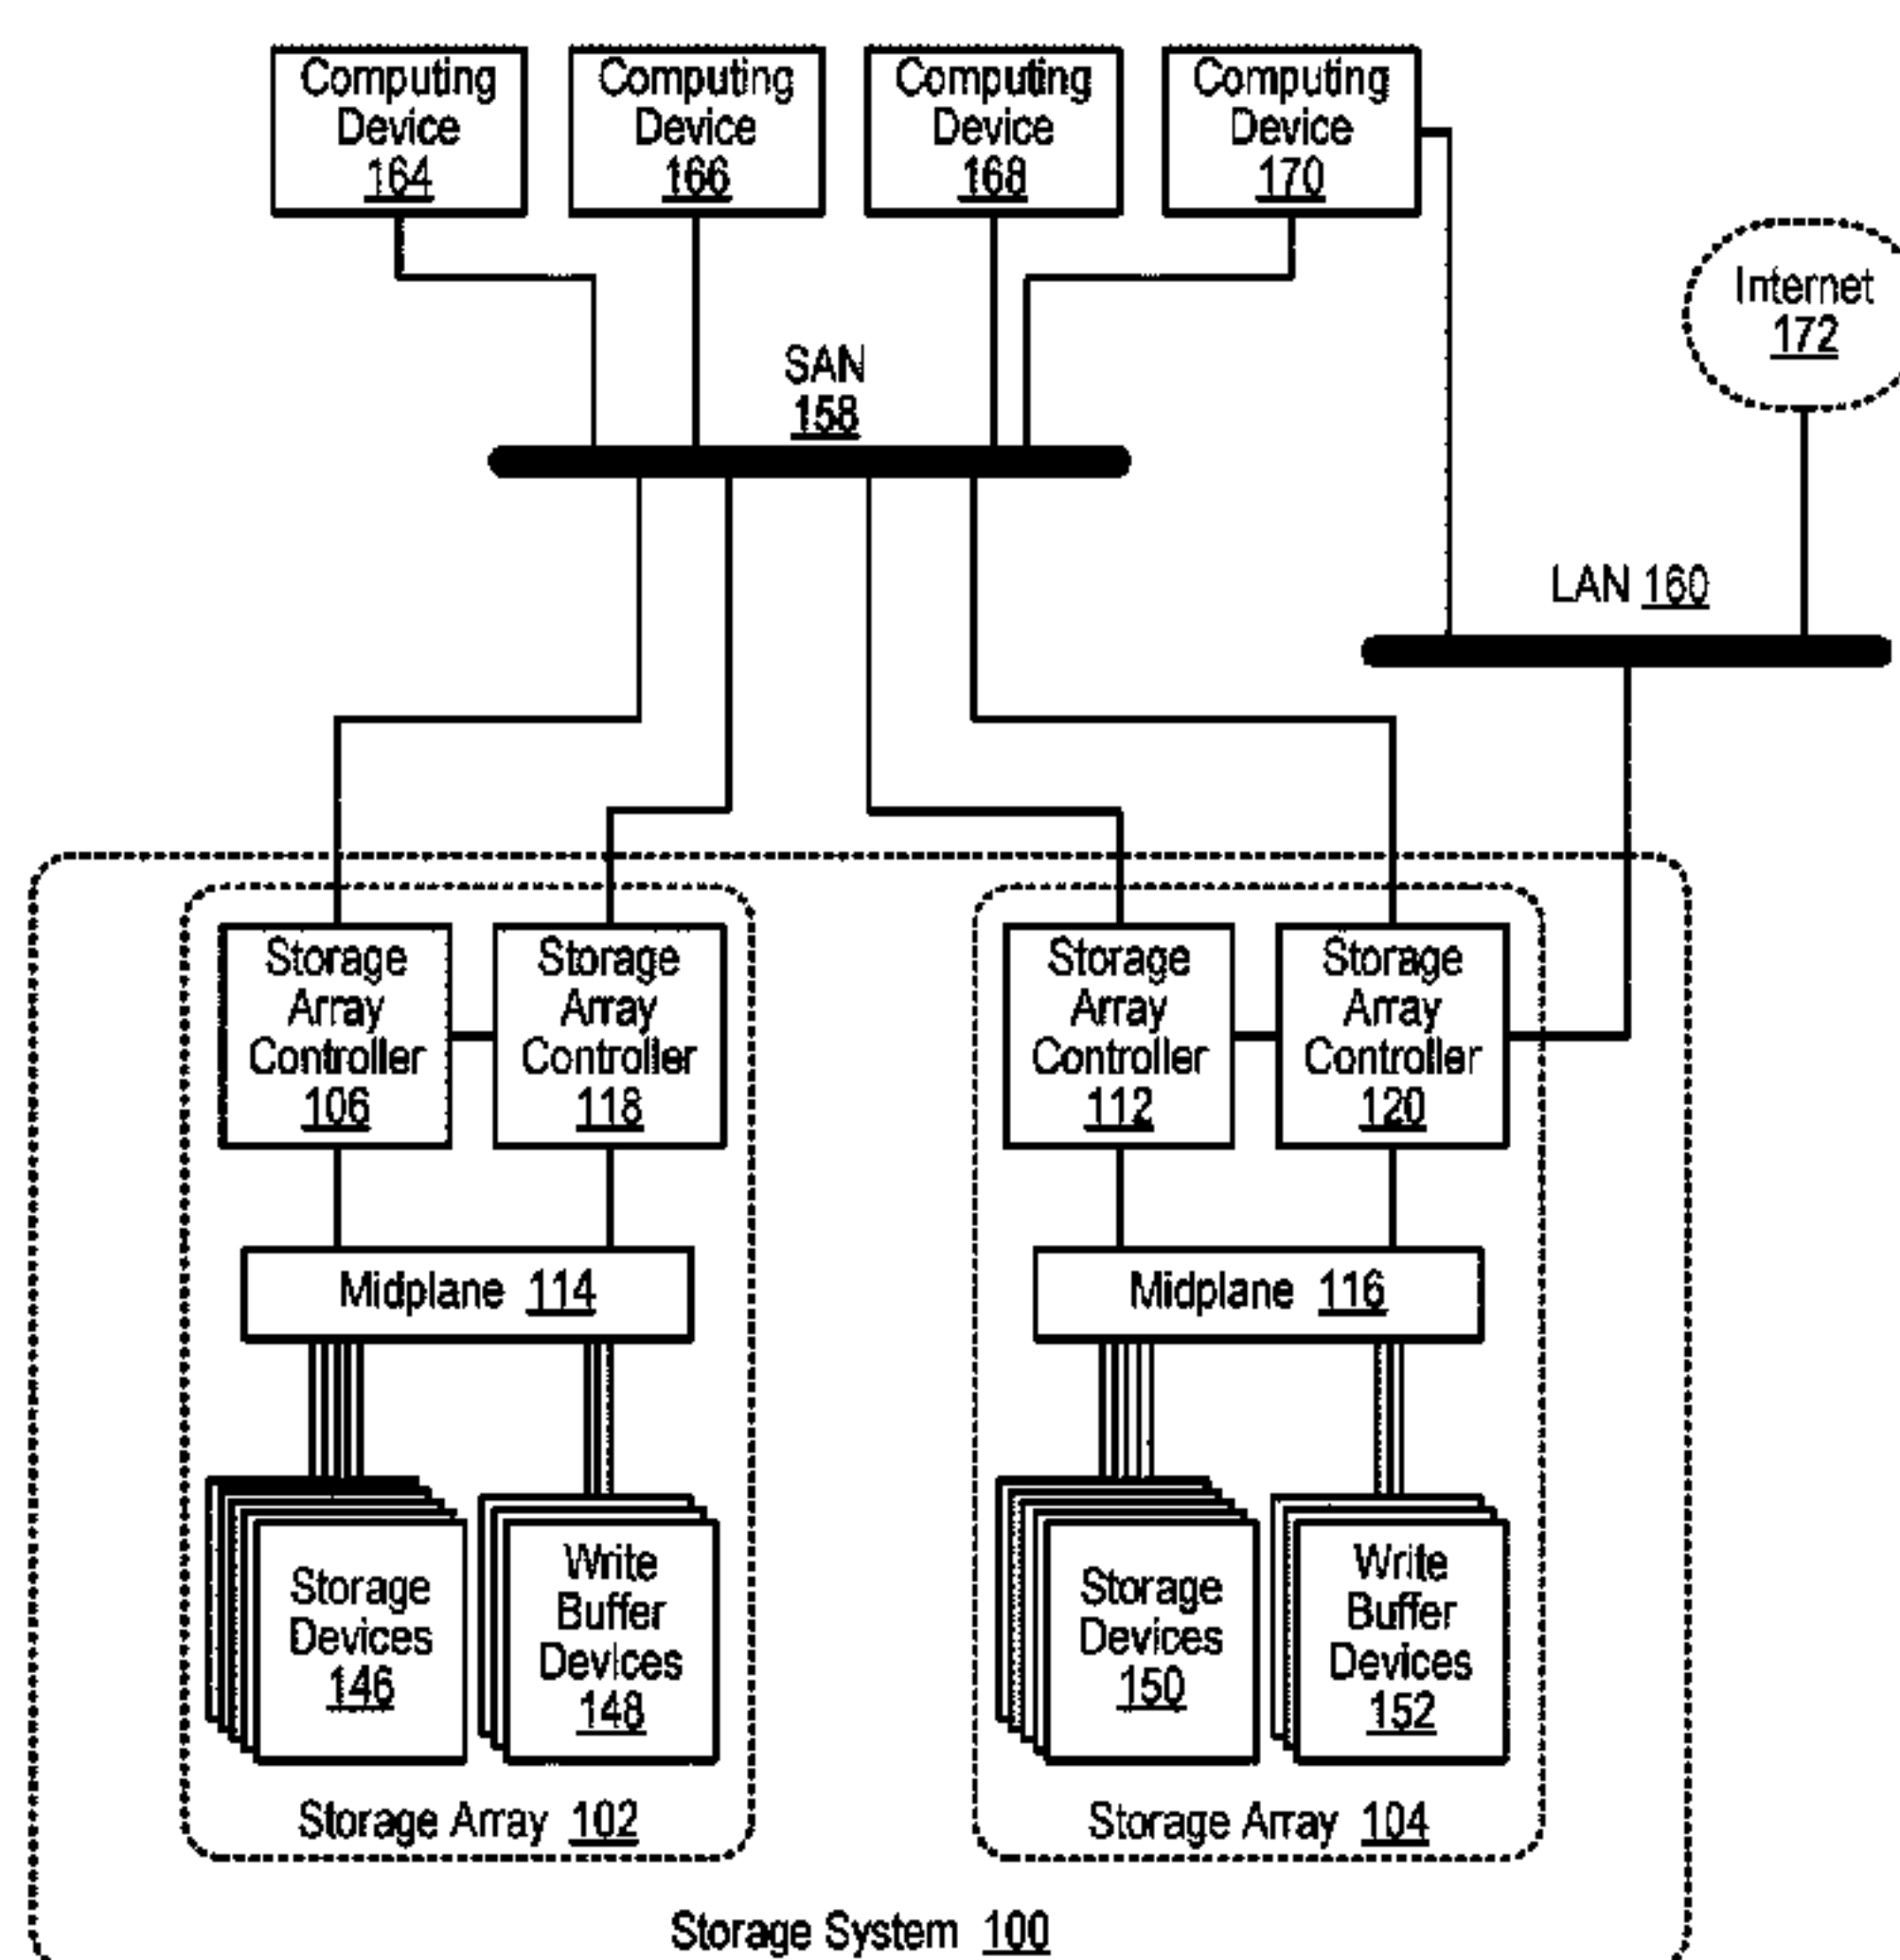 Computing
Device
164
Computing
Device
166
Computing
Device
168
Computing
Device
170
Internet
172
SAN
158
LAN 160
Storage
Array
Controller
106
Storage
Array
Controller
118
Storage
Array
Controller
112
Storage
Array
Controller
120
Midplane 114
Midplane 116
Storage
Devices
146
Write
Buffer
Devices
148
Storage
Devices
150
Write
Buffer
Devices
152
Storage Array 102
Storage Array 104
Storage System 100